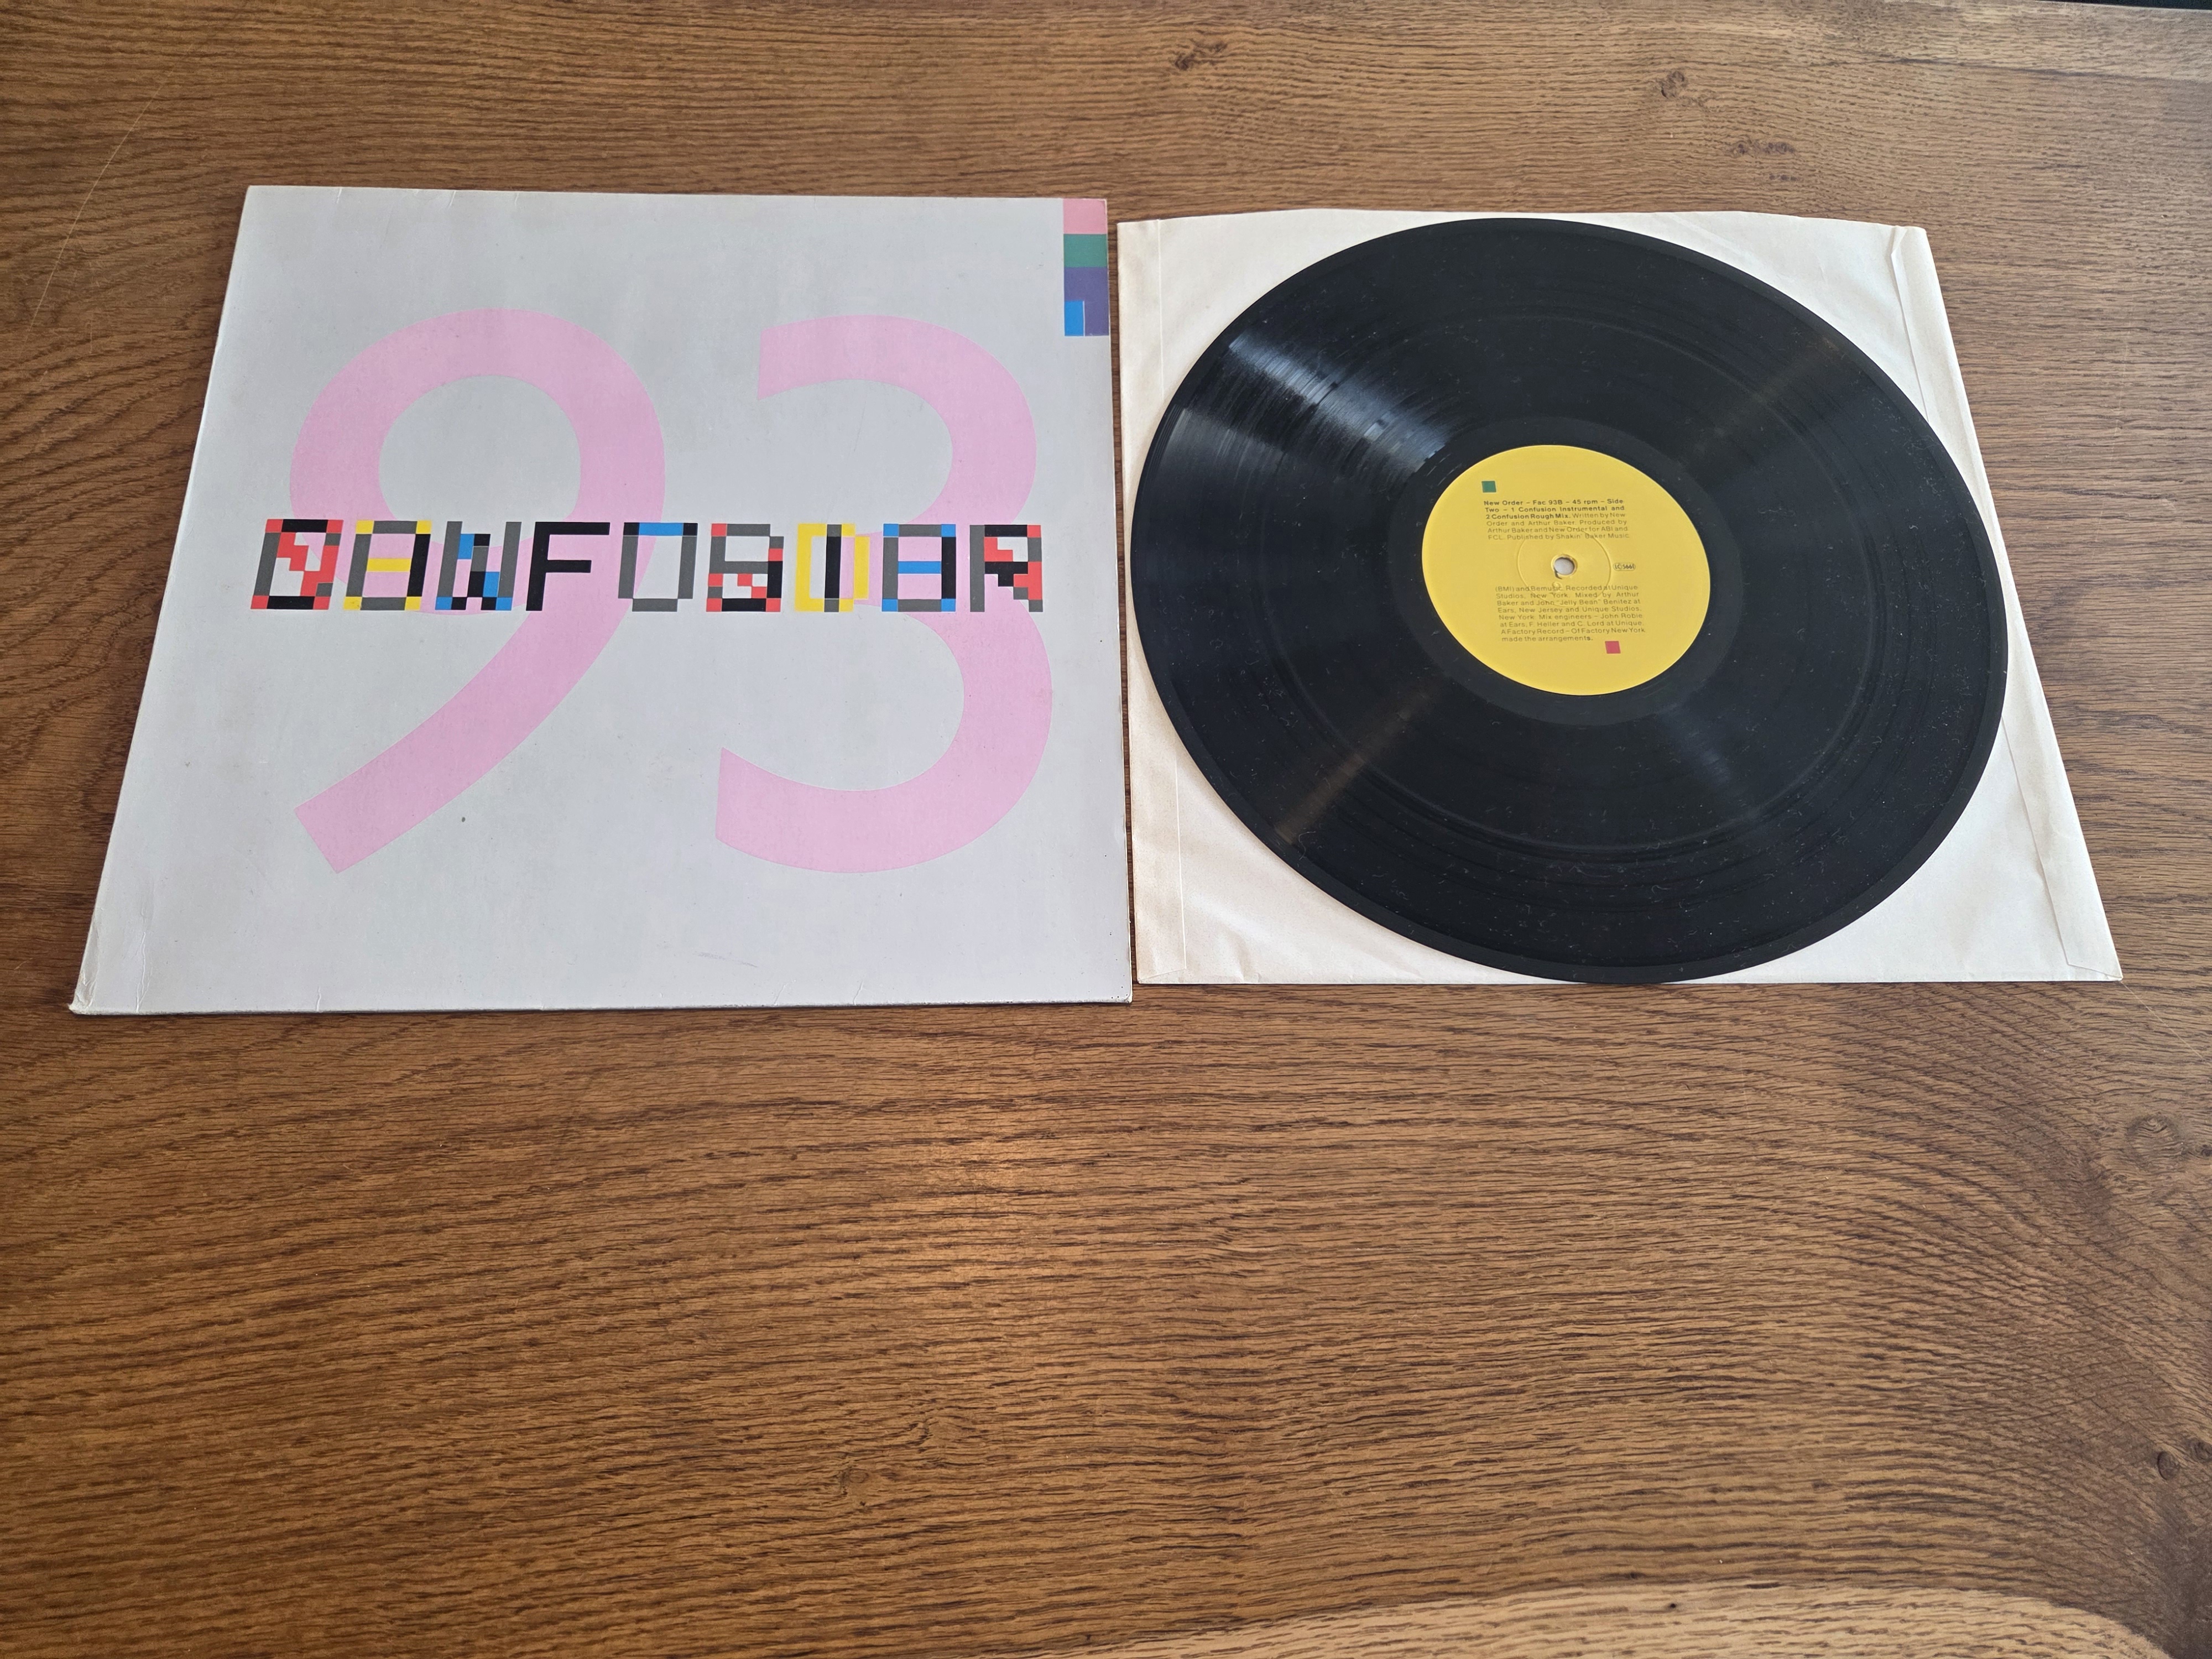 93
CONFUSION
NEW ORDER
New Order – Fac 93B – 45 rpm – Side
Two – 1 Confusion Instrumental and
2 Confusion Rough Mix. Written by New
Order and Arthur Baker. Produced by
Arthur Baker and New Order for ABI and
FCL. Published by Shakin' Baker Music
(BMI) and Bemusic. Recorded at Unique
Studios, New York. Mixed by Arthur
Baker and John "Jelly Bean" Benitez at
Ears, New Jersey and Unique Studios,
New York. Mix engineers – John Robie
at Ears, F. Heller and C. Lord at Unique.
A Factory Record – Of Factory New York
made the arrangements.